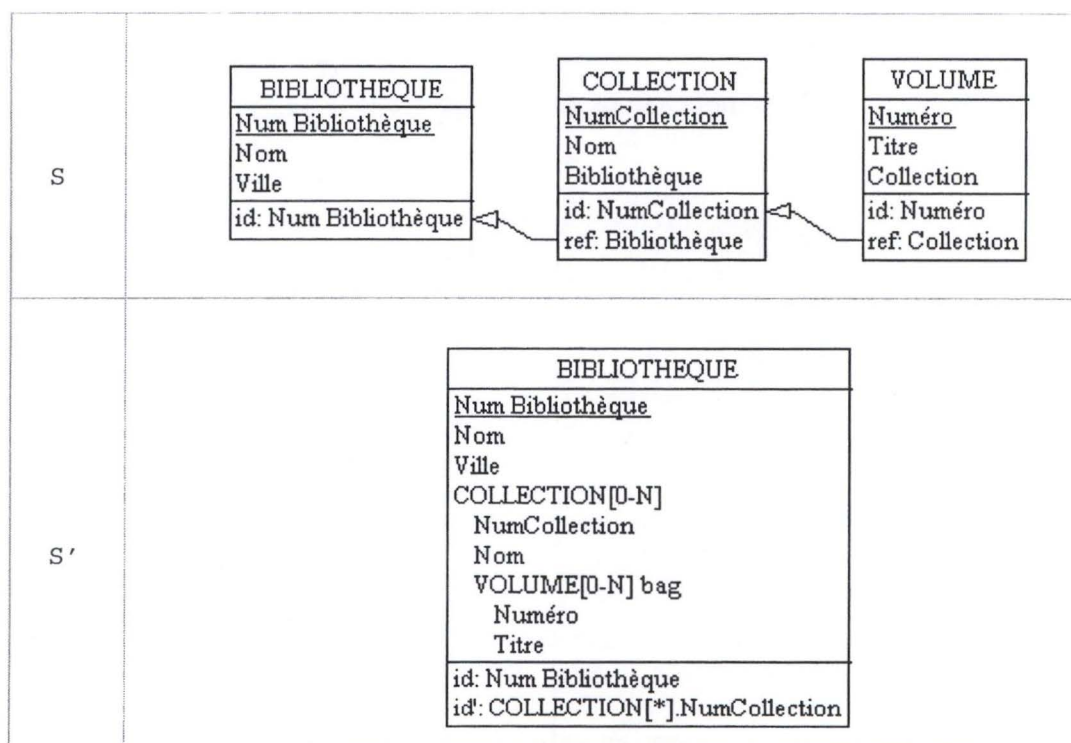 S
BIBLIOTHEQUE
Num Bibliothèque
Nom
Ville
id: Num Bibliothèque
COLLECTION
NumCollection
Nom
Bibliothèque
id: NumCollection
ref: Bibliothèque
VOLUME
Numéro
Titre
Collection
id: Numéro
ref: Collection
S'
BIBLIOTHEQUE
Num Bibliothèque
Nom
Ville
COLLECTION[0-N]
NumCollection
Nom
VOLUME[0-N] bag
Numéro
Titre
id: Num Bibliothèque
id': COLLECTION[*].NumCollection